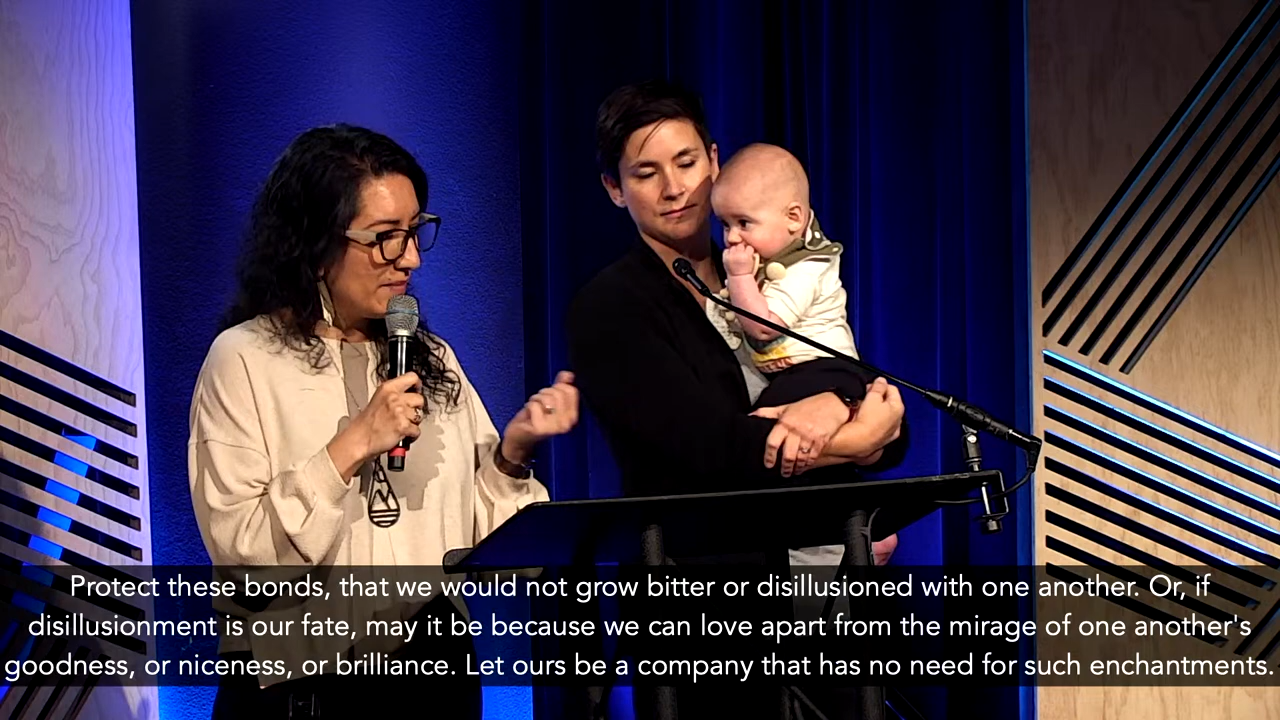 Protect these bonds, that we would not grow bitter or disillusioned with one another. Or, if
disillusionment is our fate, may it be because we can love apart from the mirage of one another's
goodness, or niceness, or brilliance. Let ours be a company that has no need for such enchantments.